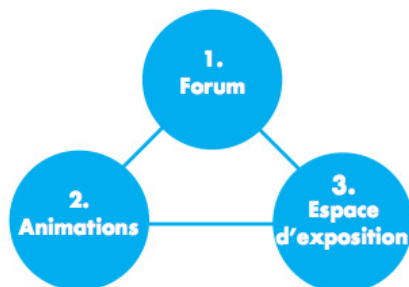 1.
Forum
2.
Animations
3.
Espace
d'exposition